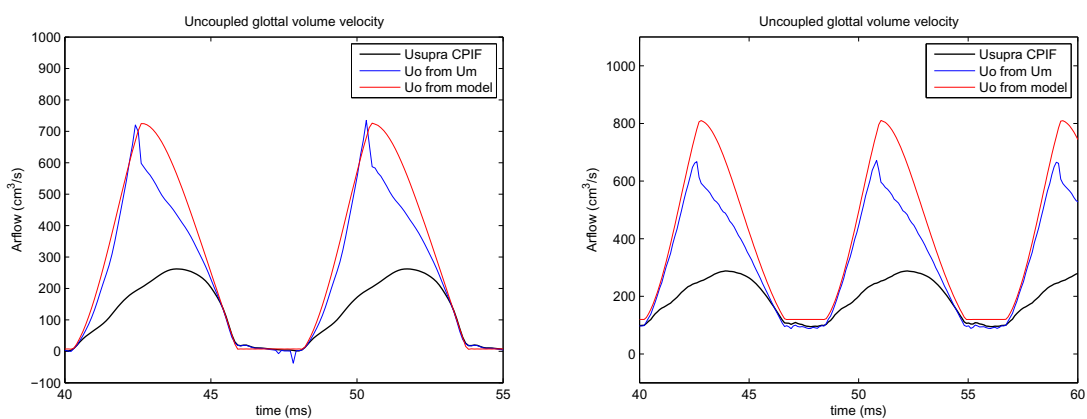 Uncoupled glottal volume velocity
1000
900
800
700
600
500
400
300
200
100
0
−100
Arflow (cm3/s)
40
45
50
55
time (ms)
Usupra CPIF
Uo from Um
Uo from model
Uncoupled glottal volume velocity
1000
800
600
400
200
0
Arflow (cm3/s)
40
45
50
55
60
time (ms)
Usupra CPIF
Uo from Um
Uo from model